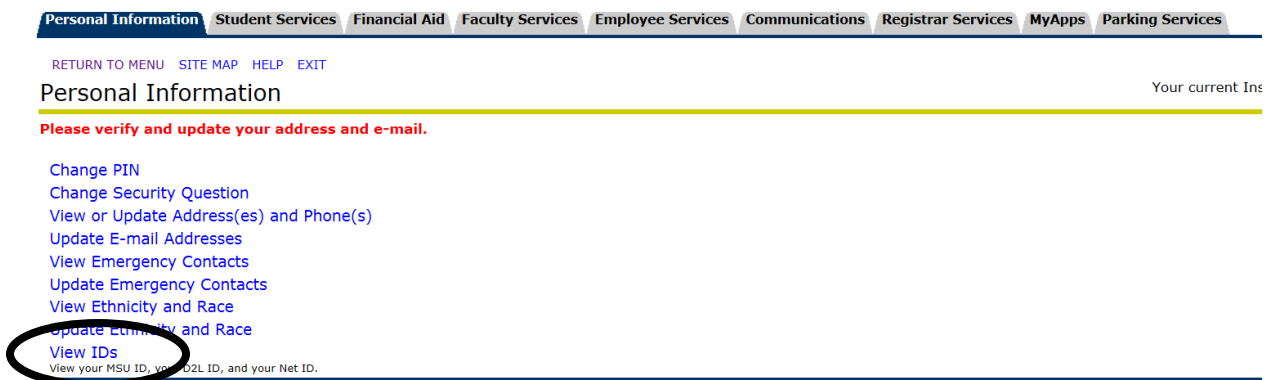 Personal Information Student Services Financial Aid Faculty Services Employee Services Communications Registrar Services MyApps Parking Services
RETURN TO MENU SITE MAP HELP EXIT
Personal Information
Your current Ins
Please verify and update your address and e-mail.
Change PIN
Change Security Question
View or Update Address(es) and Phone(s)
Update E-mail Addresses
View Emergency Contacts
Update Emergency Contacts
View Ethnicity and Race
Update Ethnicity and Race
View IDs
View your MSU ID, your D2L ID, and your Net ID.